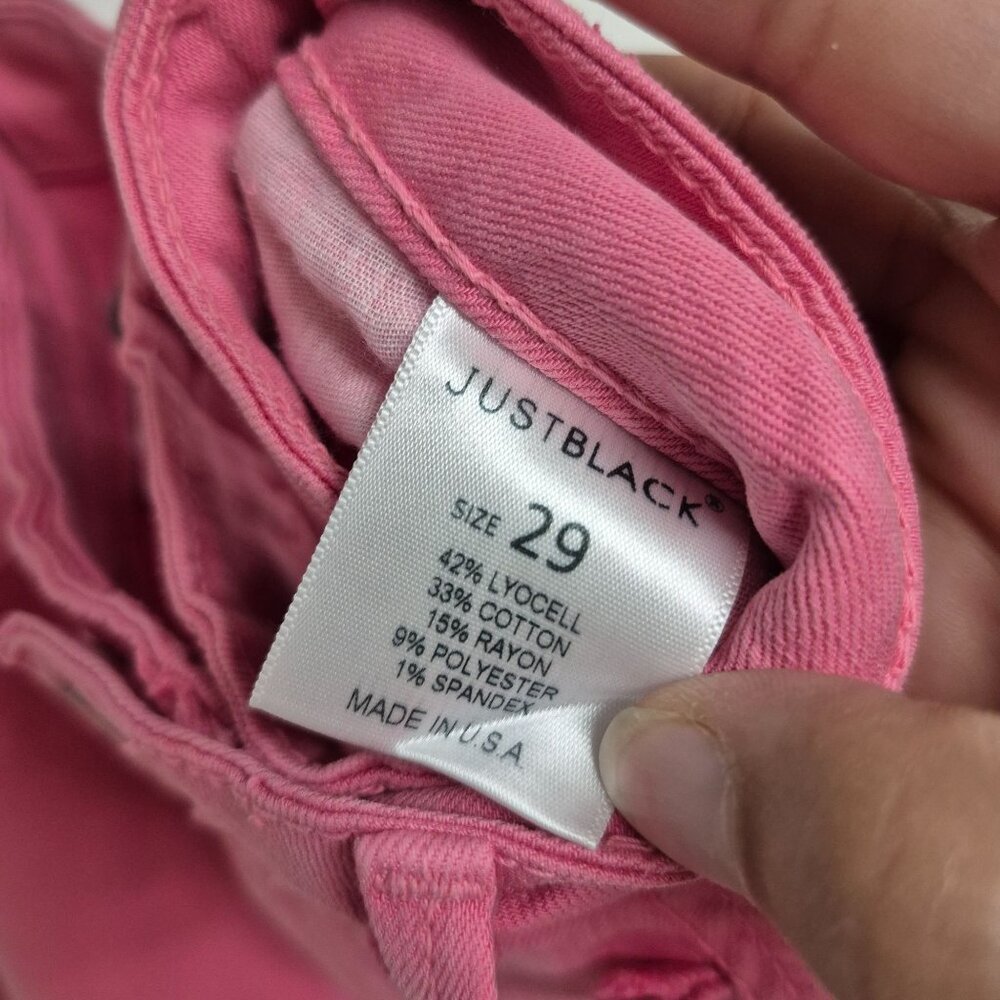 JUSTBLACK®
SIZE 29
42% LYOCELL
33% COTTON
15% RAYON
9% POLYESTER
1% SPANDEX
MADE IN U.S.A